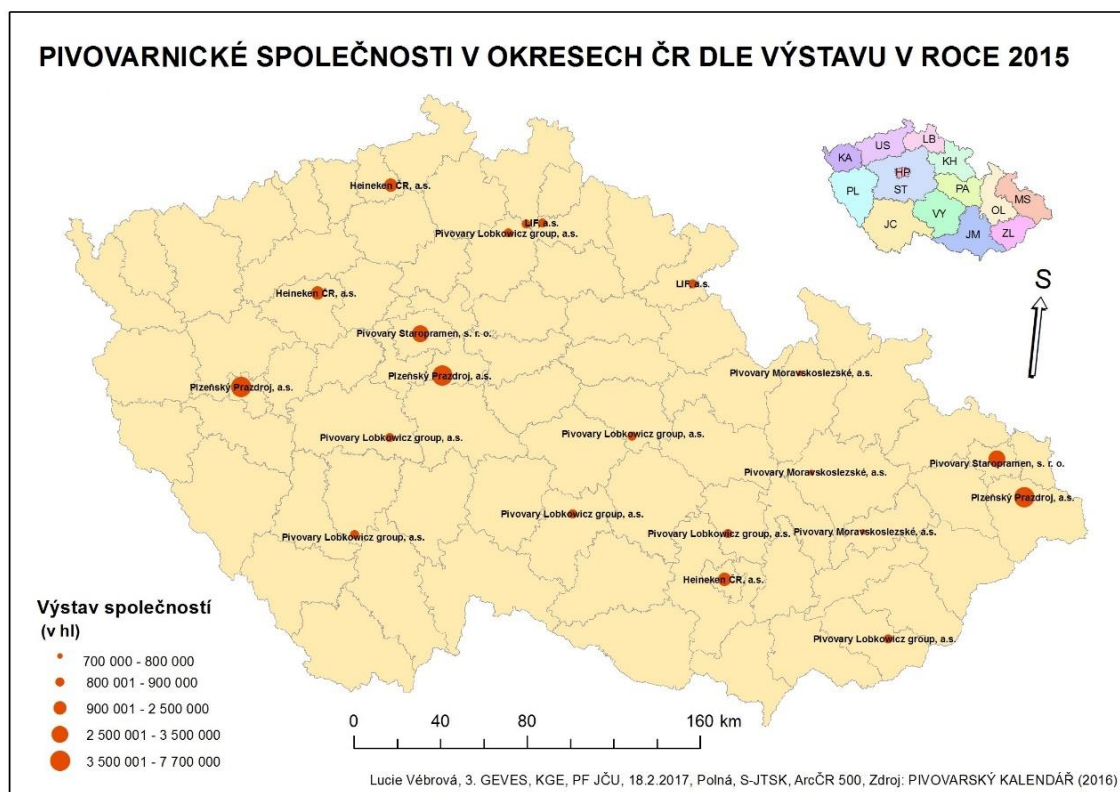 PIVOVARNICKÉ SPOLEČNOSTI V OKRESECH ČR DLE VÝSTAVU V ROCE 2015
KA
US
LB
KH
HP
ST
PL
PA
MS
OL
VY
JC
JM
ZL
S
Heineken ČR, a.s.
LIF, a.s.
Pivovary Lobkowicz group, a.s.
LIF, a.s.
Heineken ČR, a.s.
Pivovary Staropramen, s. r. o.
Plzeňský Prazdroj, a.s.
Plzeňský Prazdroj, a.s.
Pivovary Moravskoslezské, a.s.
Pivovary Lobkowicz group, a.s.
Pivovary Lobkowicz group, a.s.
Pivovary Staropramen, s. r. o.
Pivovary Moravskoslezské, a.s.
Plzeňský Prazdroj, a.s.
Pivovary Lobkowicz group, a.s.
Pivovary Lobkowicz group, a.s.
Pivovary Lobkowicz group, a.s.
Pivovary Moravskoslezské, a.s.
Heineken ČR, a.s.
Pivovary Lobkowicz group, a.s.
Výstav společností
(v hl)
700 000 - 800 000
800 001 - 900 000
900 001 - 2 500 000
2 500 001 - 3 500 000
3 500 001 - 7 700 000
0 40 80 160 km
Lucie Vébrová, 3. GEVES, KGE, PF JČU, 18.2.2017, Polná, S-JTSK, ArcČR 500, Zdroj: PIVOVARSKÝ KALENDÁŘ (2016)